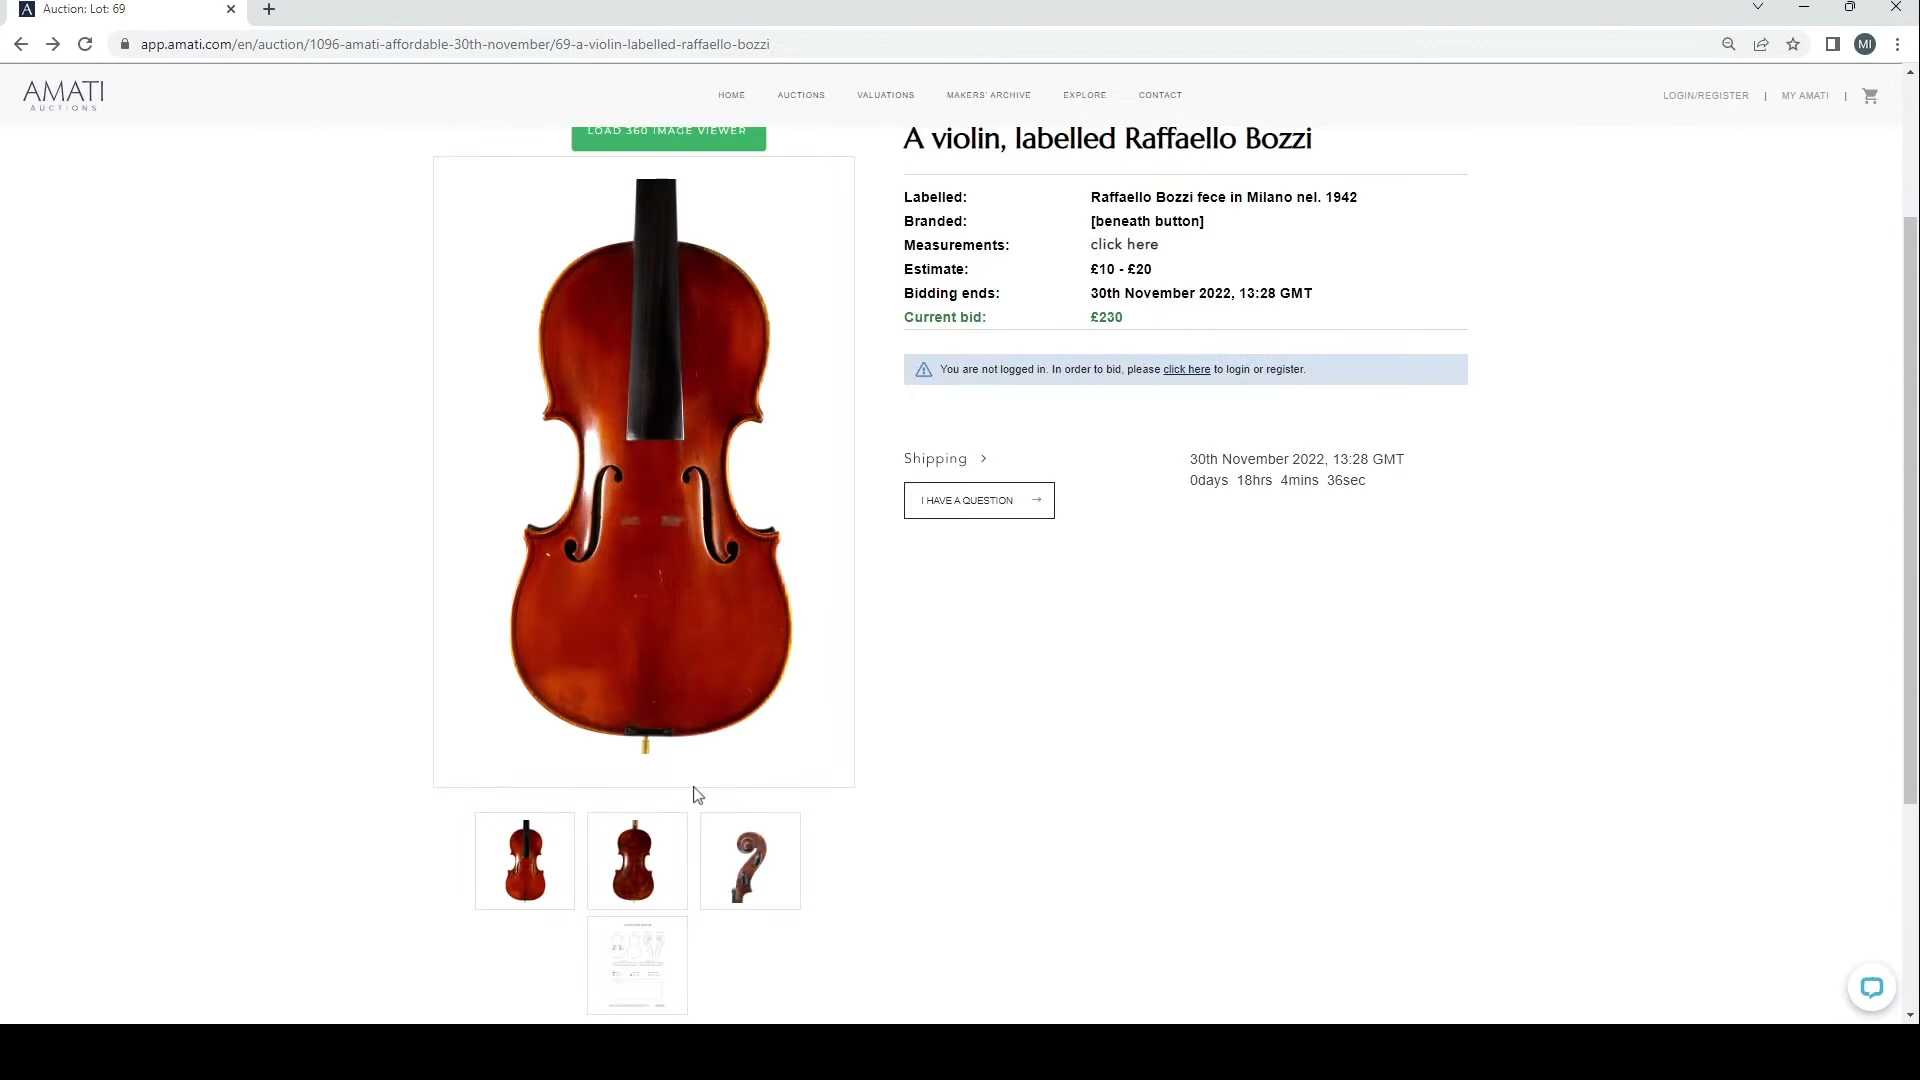 Auction: Lot: 69
app.amati.com/en/auction/1096-amati-affordable-30th-november/69-a-violin-labelled-raffaello-bozzi
MI
AMATI
AUCTIONS
HOME
AUCTIONS
VALUATIONS
MAKERS' ARCHIVE
EXPLORE
CONTACT
LOGIN/REGISTER | MY AMATI |
LOAD 360 IMAGE VIEWER
A violin, labelled Raffaello Bozzi
Labelled: Raffaello Bozzi fece in Milano nel. 1942
Branded: [beneath button]
Measurements: click here
Estimate: £10 - £20
Bidding ends: 30th November 2022, 13:28 GMT
Current bid: £230
You are not logged in. In order to bid, please click here to login or register.
Shipping
30th November 2022, 13:28 GMT
0days 18hrs 4mins 36sec
I HAVE A QUESTION